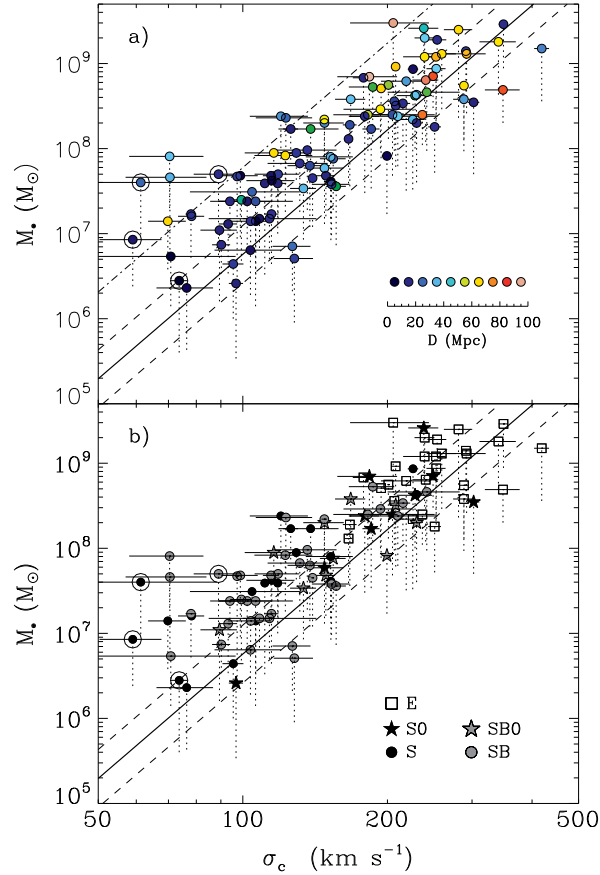 a)
10⁹
10⁸
10⁷
10⁶
10⁵
M• (M⊙)
0 20 40 60 80 100
D (Mpc)
b)
10⁹
10⁸
10⁷
10⁶
10⁵
M• (M⊙)
E
S0 SB0
S SB
50 100 200 500
σc (km s⁻¹)